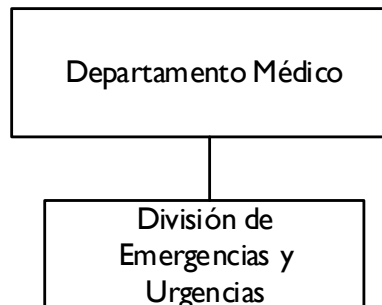 Departamento Médico
División de
Emergencias y
Urgencias